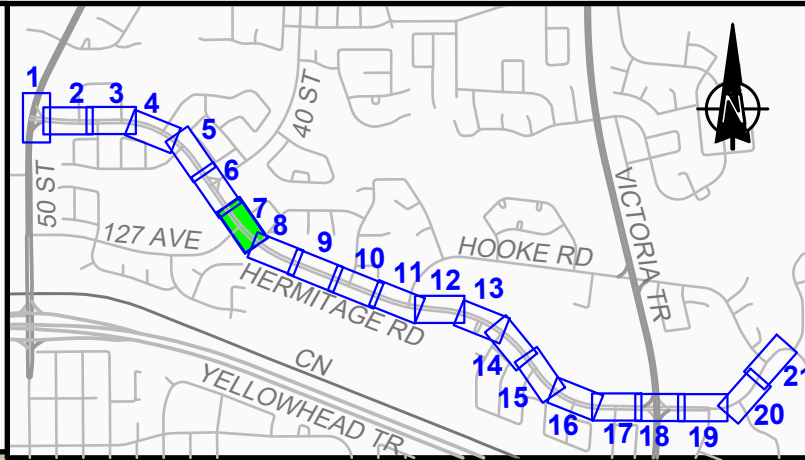 1
2
3
4
5
6
7
8
9
10
11
12
13
14
15
16
17
18
19
20
21
50 ST
40 ST
127 AVE
HERMITAGE RD
HOOKE RD
VICTORIA TR
CN
YELLOWHEAD TR
N